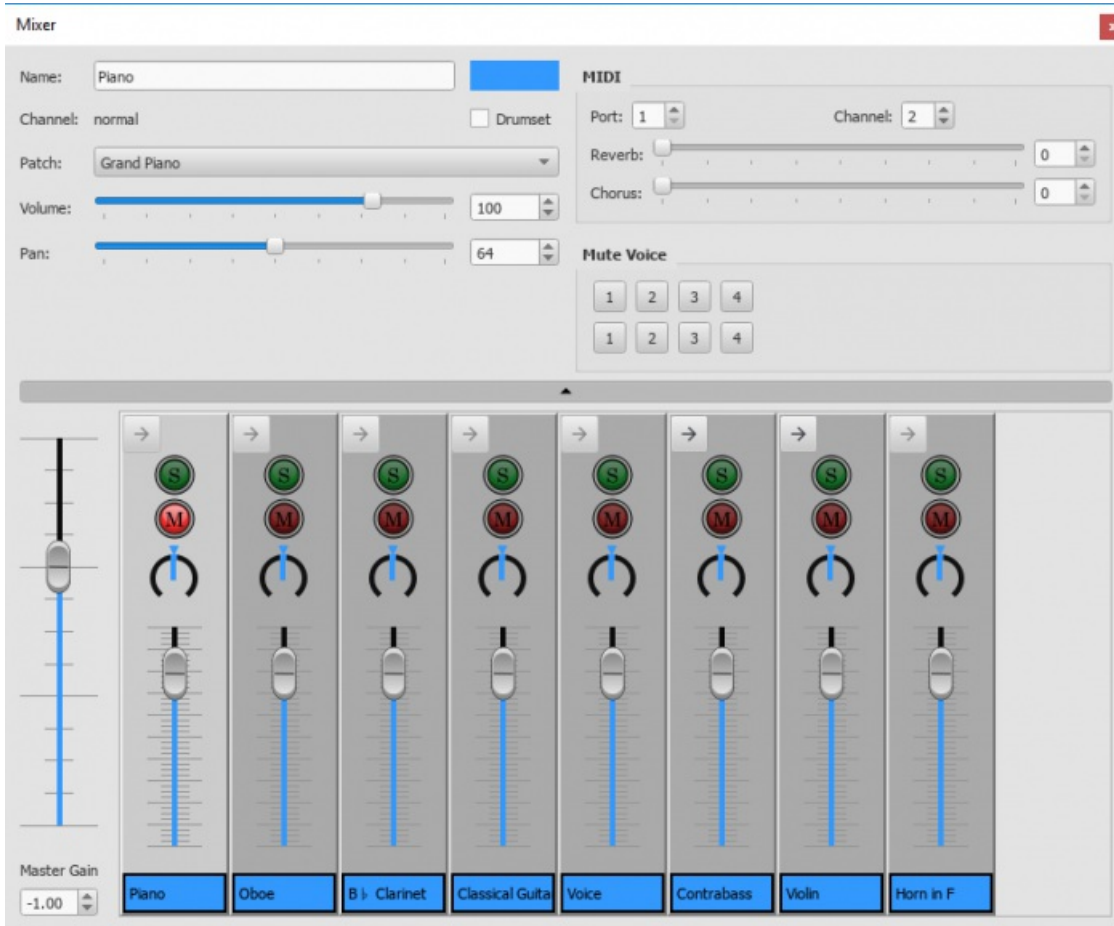 Mixer
Name: Piano
MIDI
Channel: normal Drumset
Port: 1 Channel: 2
Patch: Grand Piano
Reverb: 0
Volume: 100
Chorus: 0
Pan: 64
Mute Voice
1 2 3 4
1 2 3 4
S S S S S S S S
M M M M M M M M
Master Gain
-1.00
Piano Oboe B♭ Clarinet Classical Guita Voice Contrabass Violin Horn in F